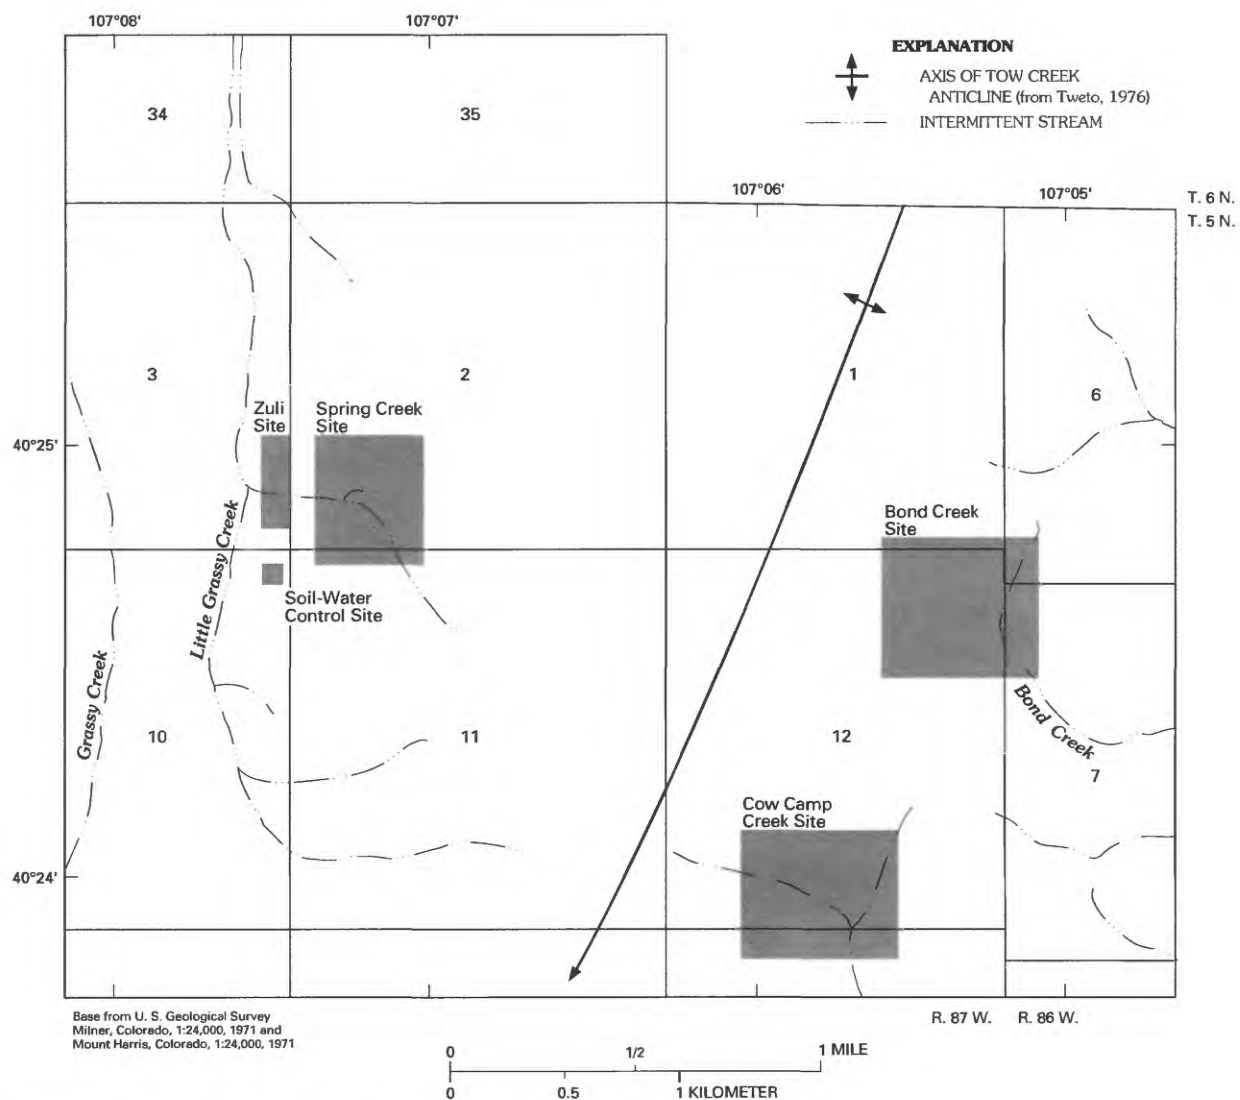 107°08'
107°07'
EXPLANATION
AXIS OF TOW CREEK
ANTICLINE (from Tweto, 1976)
INTERMITTENT STREAM
34
35
107°06'
107°05'
T. 6 N.
T. 5 N.
3
2
1
6
Zuli
Site
Spring Creek
Site
40°25'
Bond Creek
Site
Soil-Water
Control Site
Little Grassy Creek
Grassy Creek
Bond Creek
10
11
12
7
Cow Camp
Creek Site
40°24'
Base from U. S. Geological Survey
Milner, Colorado, 1:24,000, 1971 and
Mount Harris, Colorado, 1:24,000, 1971
R. 87 W.
R. 86 W.
0 1/2 1 MILE
0 0.5 1 KILOMETER